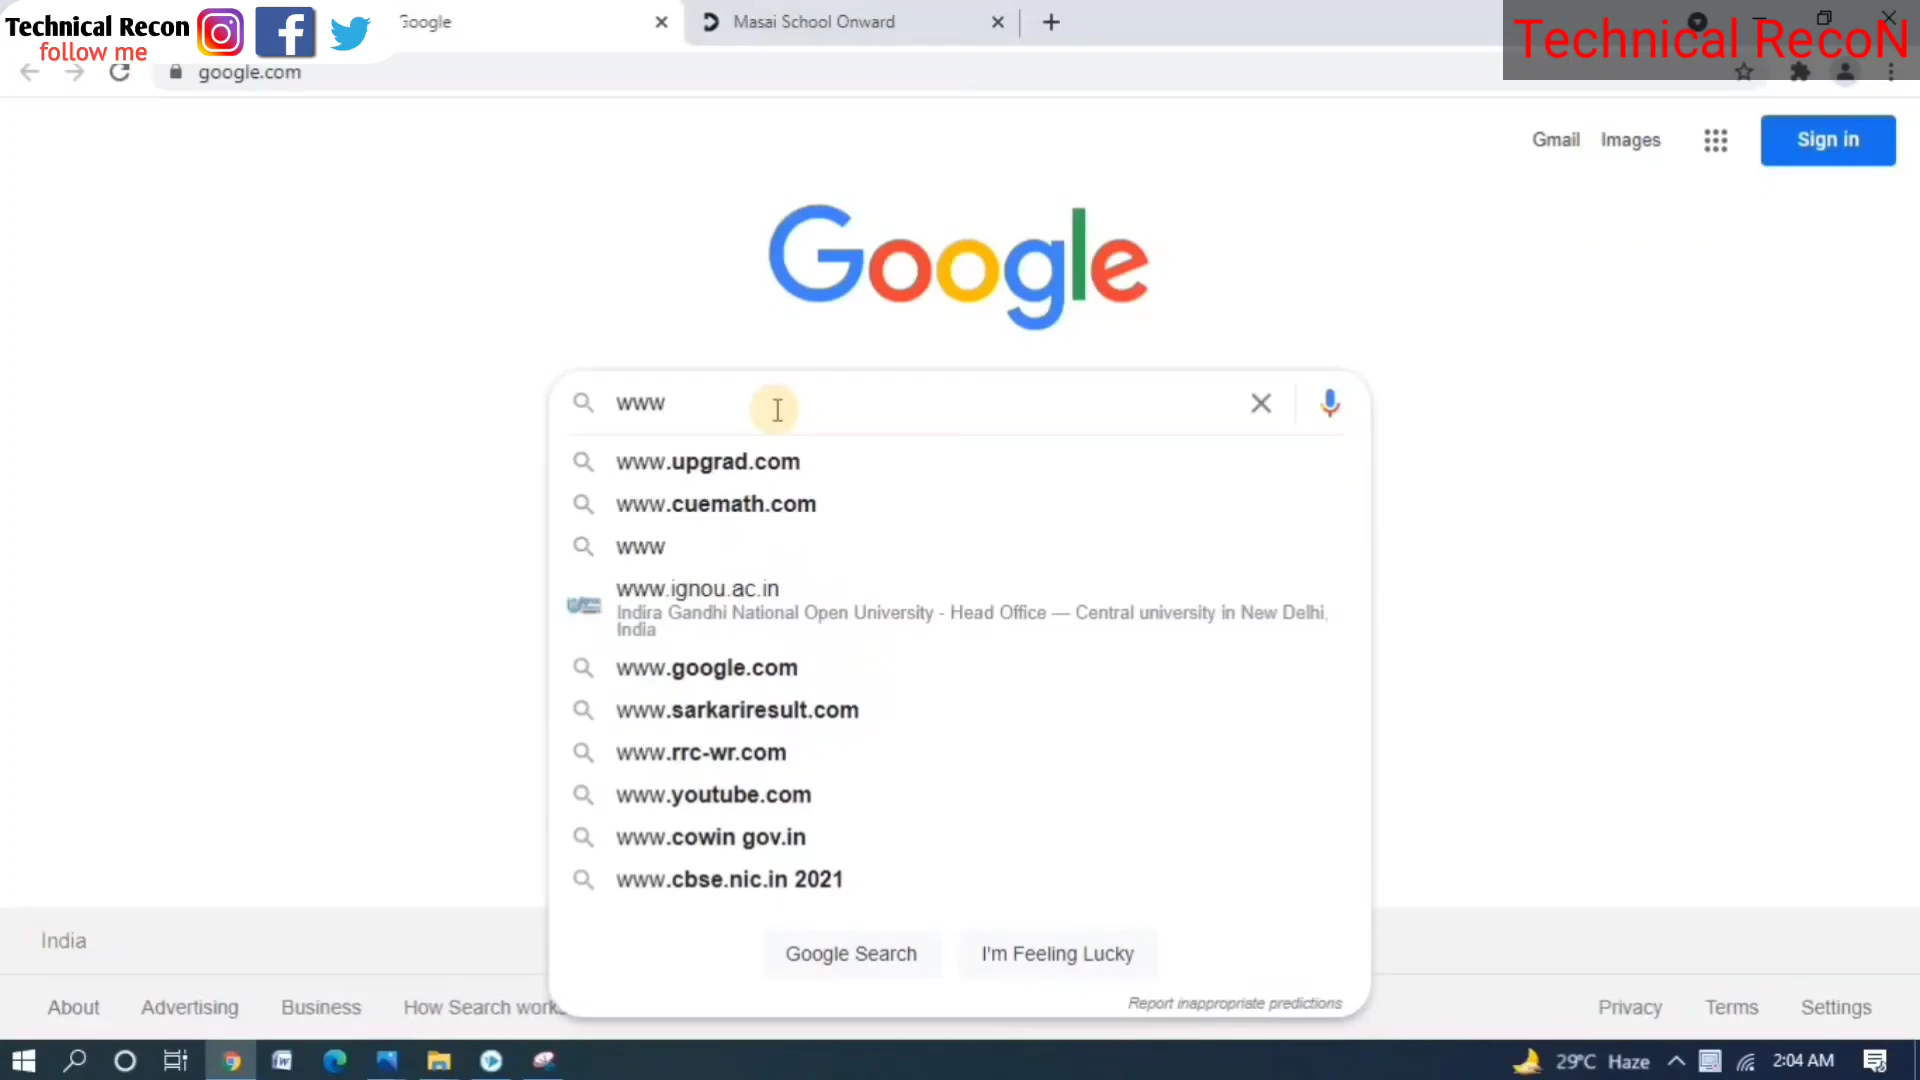 Technical Recon
follow me
Google
Masai School Onward
Technical RecoN
google.com
Gmail
Images
Sign in
Google
www
www.upgrad.com
www.cuemath.com
www
www.ignou.ac.in
Indira Gandhi National Open University - Head Office — Central university in New Delhi,
India
www.google.com
www.sarkariresult.com
www.rrc-wr.com
www.youtube.com
www.cowin gov.in
www.cbse.nic.in 2021
Google Search
I'm Feeling Lucky
Report inappropriate predictions
India
About
Advertising
Business
How Search works
Privacy
Terms
Settings
29°C Haze
2:04 AM